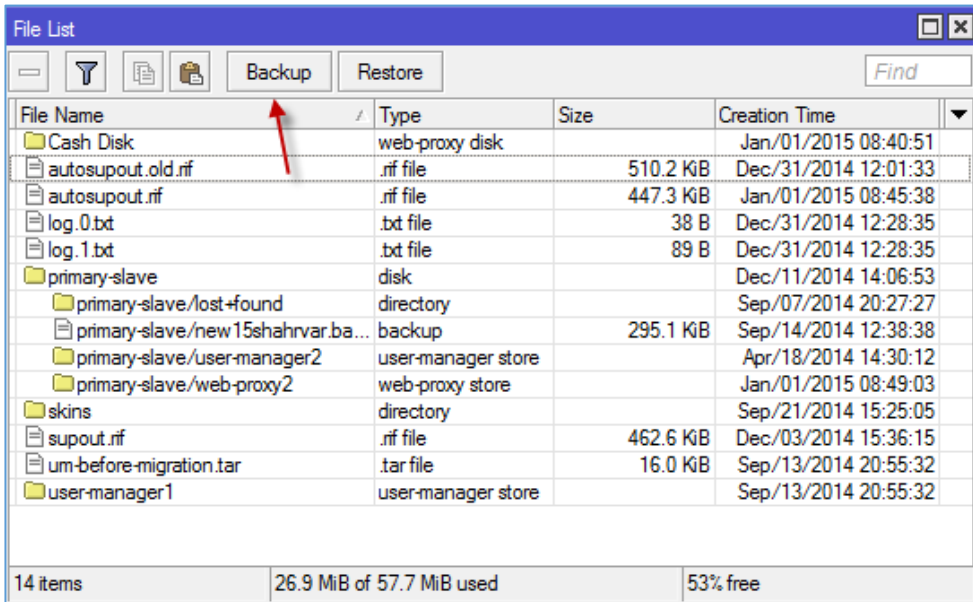 File List
Backup Restore Find
File Name Type Size Creation Time
Cash Disk web-proxy disk Jan/01/2015 08:40:51
autosupout.old.rif .rif file 510.2 KiB Dec/31/2014 12:01:33
autosupout.rif .rif file 447.3 KiB Jan/01/2015 08:45:38
log.0.txt .txt file 38 B Dec/31/2014 12:28:35
log.1.txt .txt file 89 B Dec/31/2014 12:28:35
primary-slave disk Dec/11/2014 14:06:53
primary-slave/lost+found directory Sep/07/2014 20:27:27
primary-slave/new15shahrvar.ba... backup 295.1 KiB Sep/14/2014 12:38:38
primary-slave/user-manager2 user-manager store Apr/18/2014 14:30:12
primary-slave/web-proxy2 web-proxy store Jan/01/2015 08:49:03
skins directory Sep/21/2014 15:25:05
supout.rif .rif file 462.6 KiB Dec/03/2014 15:36:15
um-before-migration.tar .tar file 16.0 KiB Sep/13/2014 20:55:32
user-manager1 user-manager store Sep/13/2014 20:55:32
14 items 26.9 MiB of 57.7 MiB used 53% free